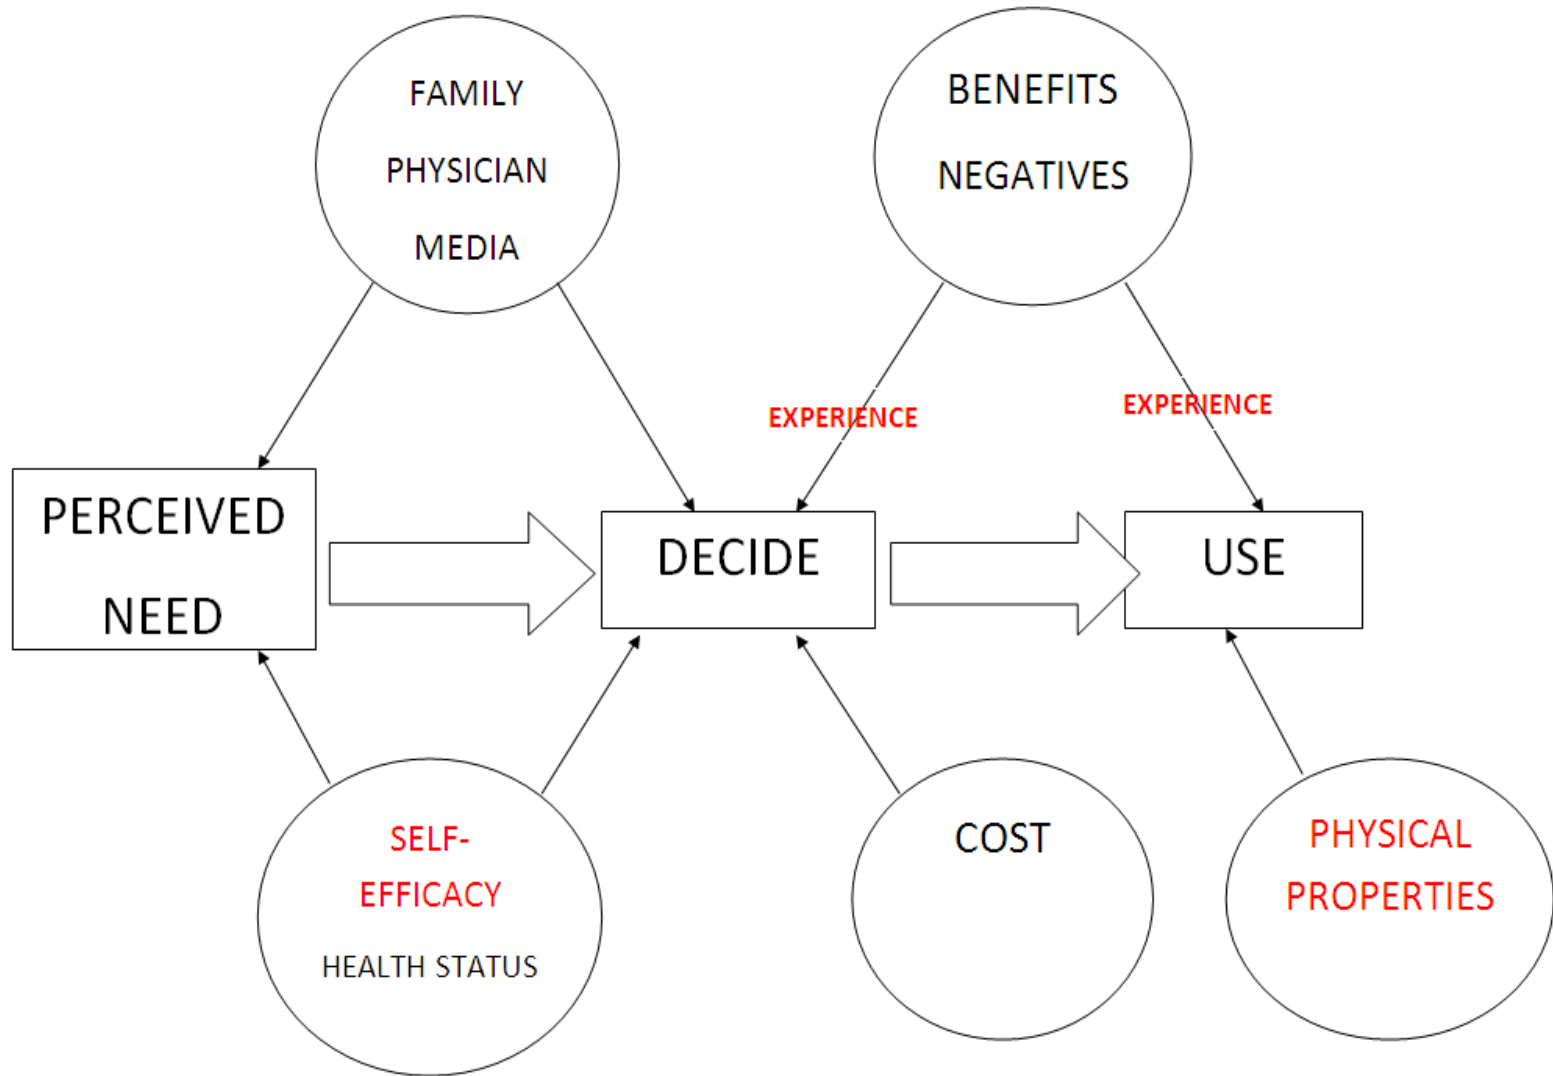 FAMILY
PHYSICIAN
MEDIA
BENEFITS
NEGATIVES
EXPERIENCE
EXPERIENCE
PERCEIVED
NEED
DECIDE
USE
SELF-
EFFICACY
HEALTH STATUS
COST
PHYSICAL
PROPERTIES